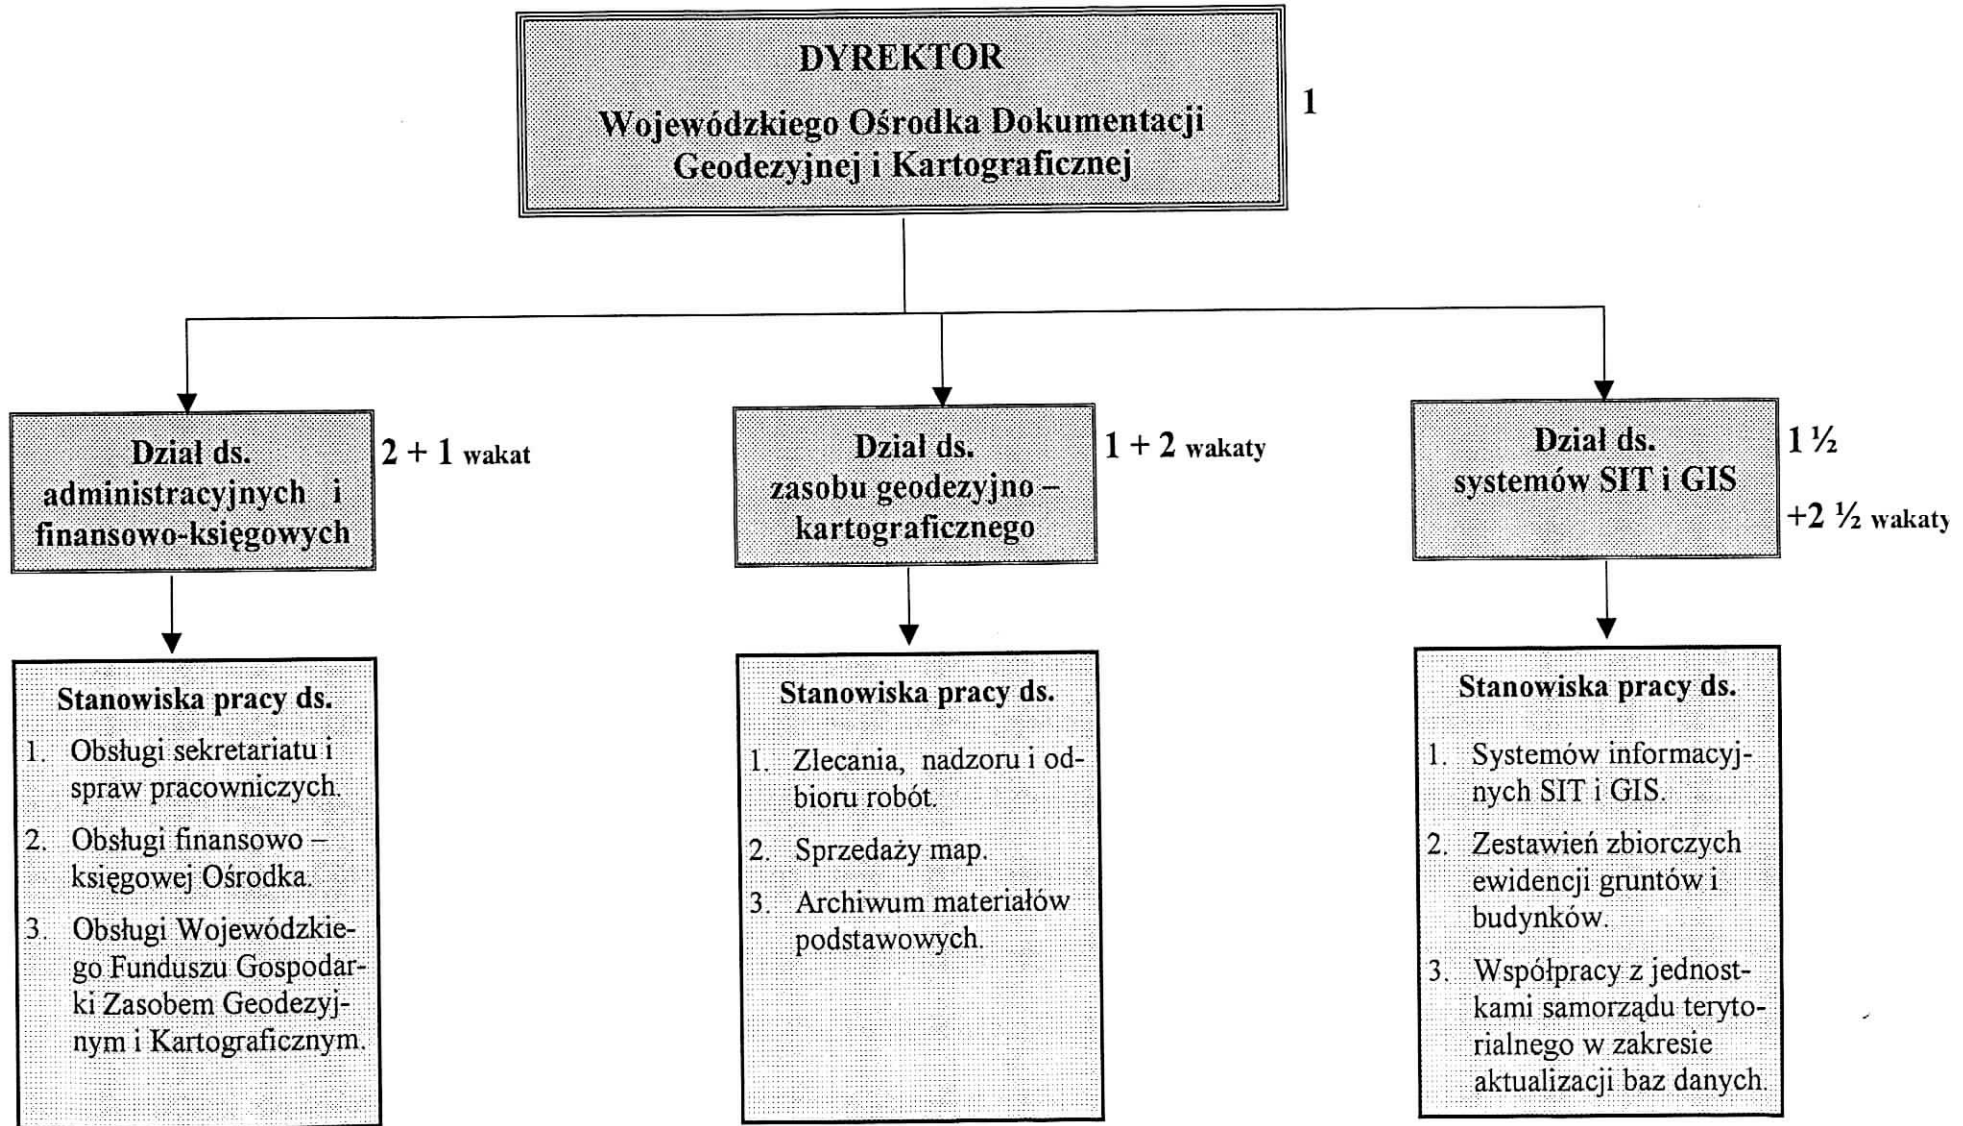 DYREKTOR
Wojewódzkiego Ośrodka Dokumentacji
Geodezyjnej i Kartograficznej
1
Dział ds.
administracyjnych i
finansowo-księgowych
2 + 1 wakat
Dział ds.
zasobu geodezyjno –
kartograficznego
1 + 2 wakaty
Dział ds.
systemów SIT i GIS
1 ½
+2 ½ wakaty
Stanowiska pracy ds.
1. Obsługi sekretariatu i
spraw pracowniczych.
2. Obsługi finansowo –
księgowej Ośrodka.
3. Obsługi Wojewódzkie-
go Funduszu Gospodar-
ki Zasobem Geodezyj-
nym i Kartograficznym.
Stanowiska pracy ds.
1. Zlecania, nadzoru i od-
bioru robót.
2. Sprzedaży map.
3. Archiwum materiałów
podstawowych.
Stanowiska pracy ds.
1. Systemów informacyj-
nych SIT i GIS.
2. Zestawień zbiorczych
ewidencji gruntów i
budynków.
3. Współpracy z jednost-
kami samorządu teryto-
rialnego w zakresie
aktualizacji baz danych.